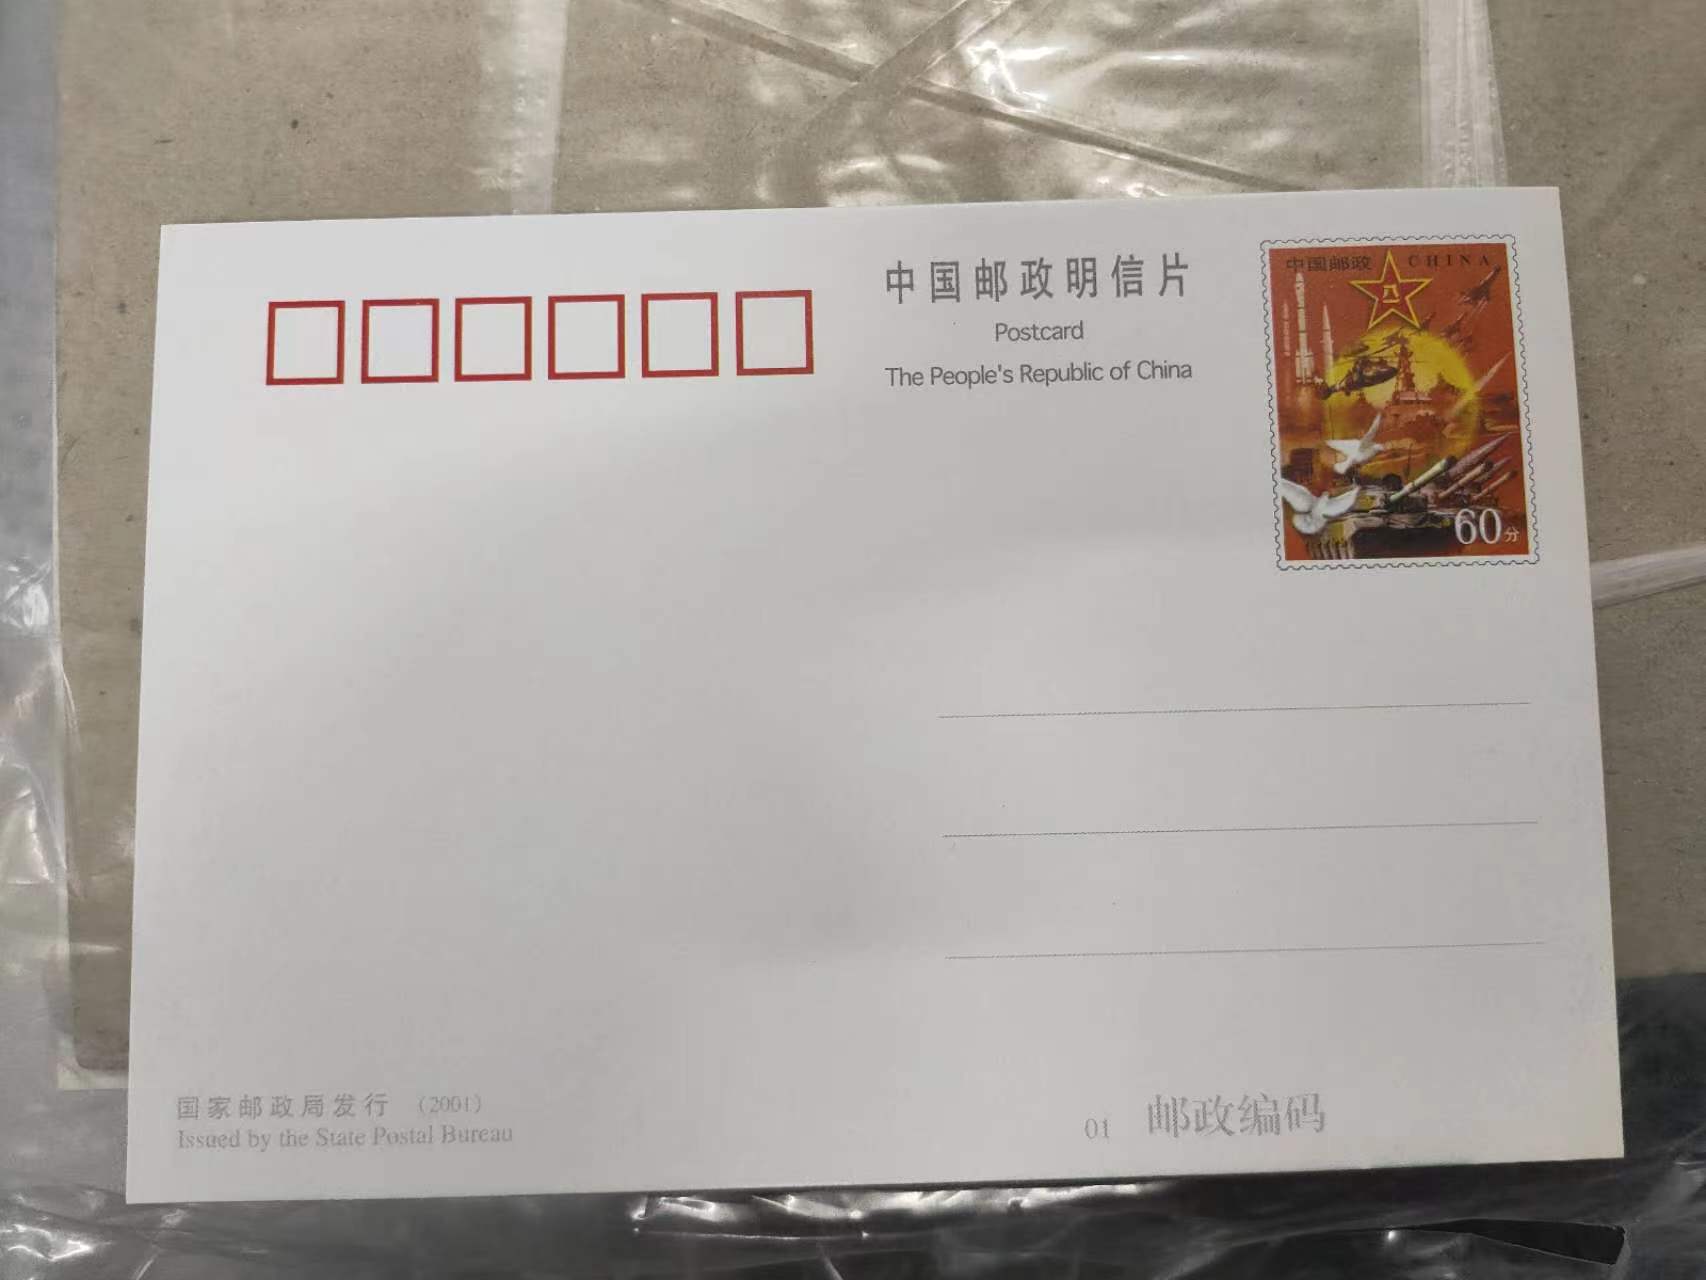 中国邮政明信片
Postcard
The People's Republic of China
中国邮政 CHINA
八一
60分
国家邮政局发行 (2001)
Issued by the State Postal Bureau
01 邮政编码